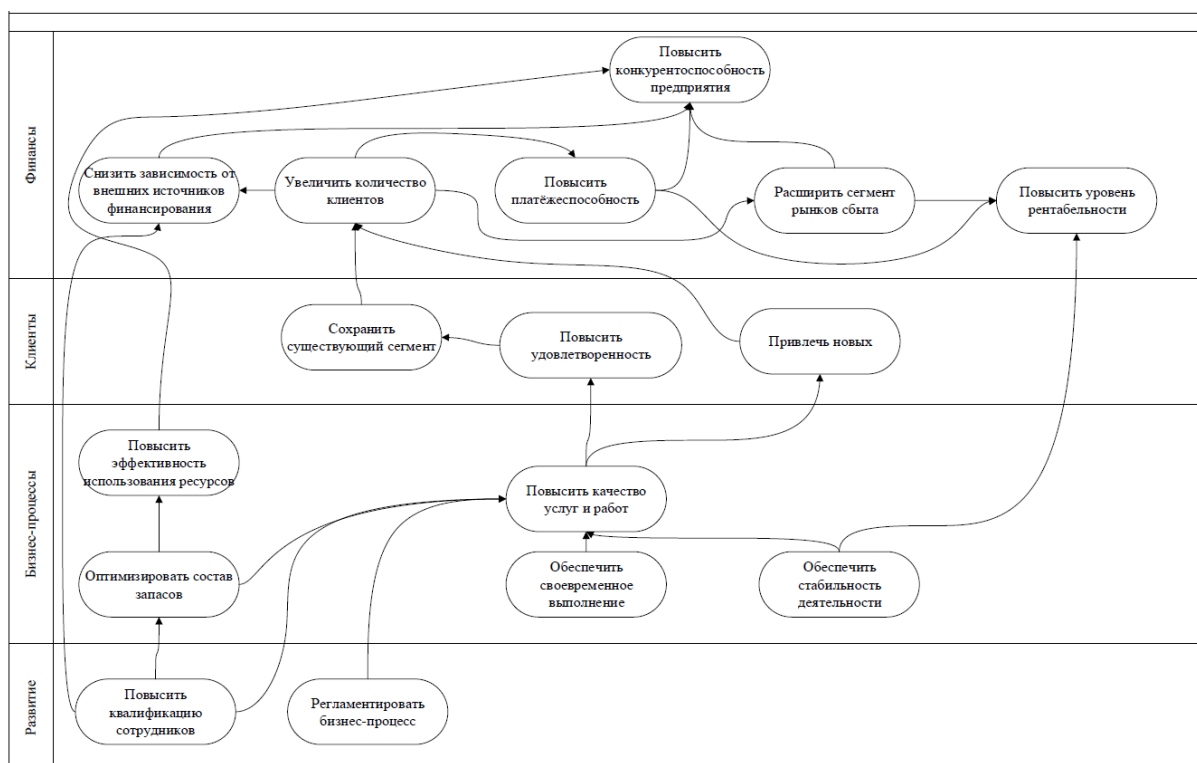 Финансы
Повысить
конкурентоспособность
предприятия
Снизить зависимость от
внешних источников
финансирования
Увеличить количество
клиентов
Повысить
платёжеспособность
Расширить сегмент
рынков сбыта
Повысить уровень
рентабельности
Клиенты
Сохранить
существующий сегмент
Повысить
удовлетворенность
Привлечь новых
Бизнес-процессы
Повысить
эффективность
использования ресурсов
Повысить качество
услуг и работ
Оптимизировать состав
запасов
Обеспечить
своевременное
выполнение
Обеспечить
стабильность
деятельности
Развитие
Повысить
квалификацию
сотрудников
Регламентировать
бизнес-процесс